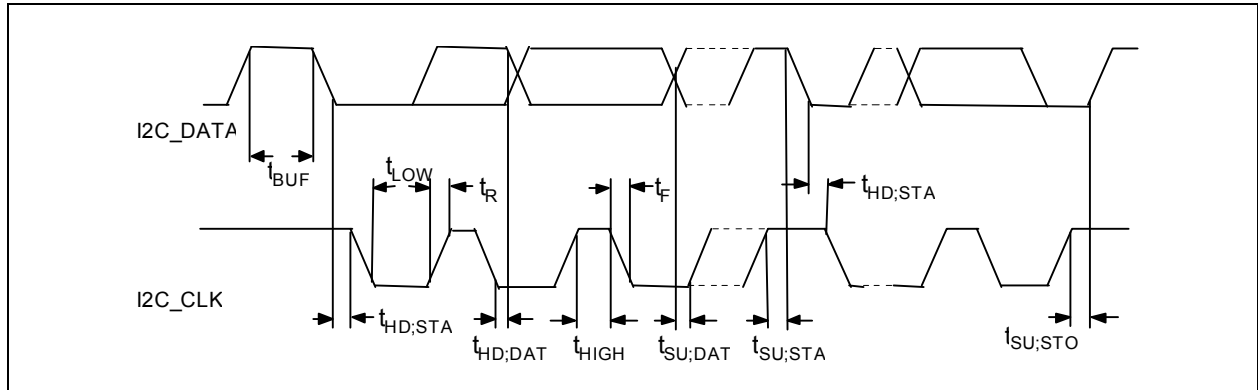 I2C_DATA
tBUF
tLOW
tR
tF
tHD;STA
I2C_CLK
tHD;STA
tHD;DAT
tHIGH
tSU;DAT
tSU;STA
tSU;STO